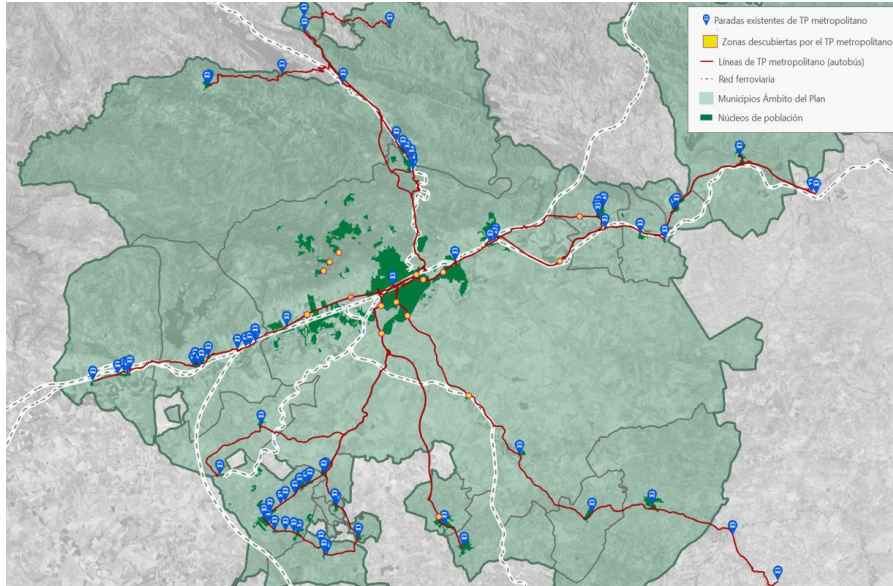 Paradas existentes de TP metropolitano
Zonas descubiertas por el TP metropolitano
Líneas de TP metropolitano (autobús)
Red ferroviaria
Municipios Ámbito del Plan
Núcleos de población